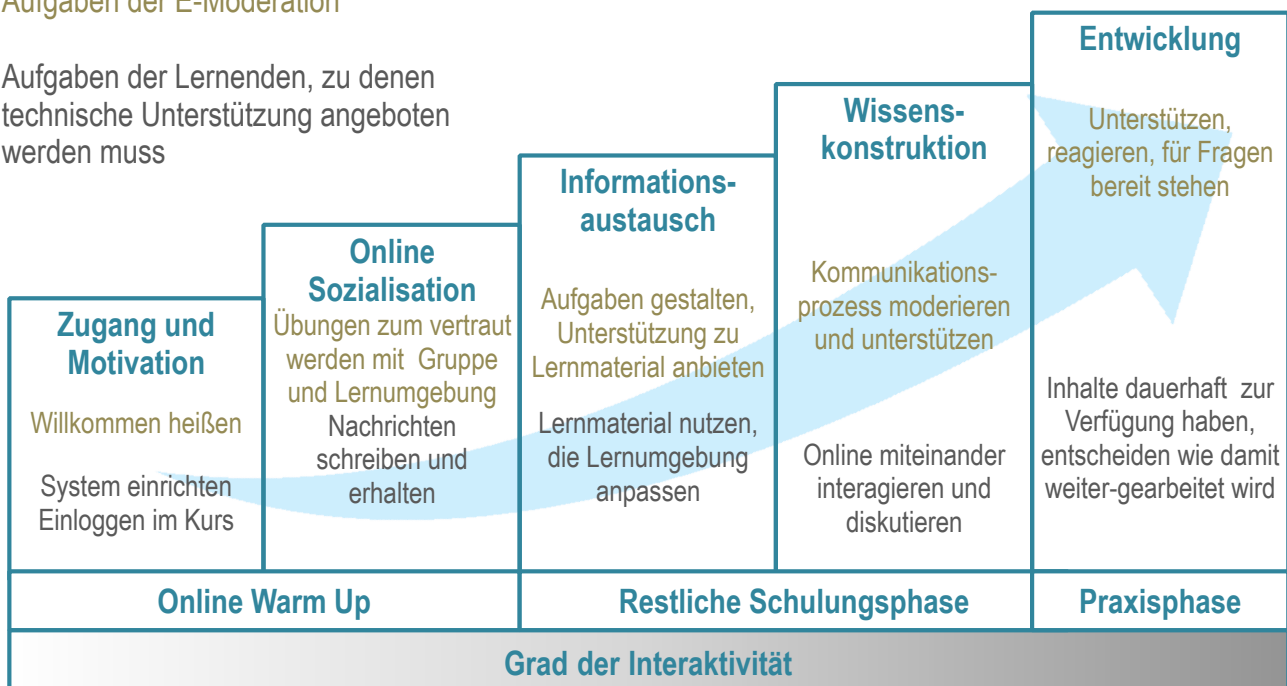 Aufgaben der E-Moderation
Aufgaben der Lernenden, zu denen
technische Unterstützung angeboten
werden muss
Zugang und
Motivation
Willkommen heißen
System einrichten
Einloggen im Kurs
Online
Sozialisation
Übungen zum vertraut
werden mit Gruppe
und Lernumgebung
Nachrichten
schreiben und
erhalten
Informations-
austausch
Aufgaben gestalten,
Unterstützung zu
Lernmaterial anbieten
Lernmaterial nutzen,
die Lernumgebung
anpassen
Wissens-
konstruktion
Kommunikations-
prozess moderieren
und unterstützen
Online miteinander
interagieren und
diskutieren
Entwicklung
Unterstützen,
reagieren, für Fragen
bereit stehen
Inhalte dauerhaft zur
Verfügung haben,
entscheiden wie damit
weiter-gearbeitet wird
Online Warm Up
Restliche Schulungsphase
Praxisphase
Grad der Interaktivität